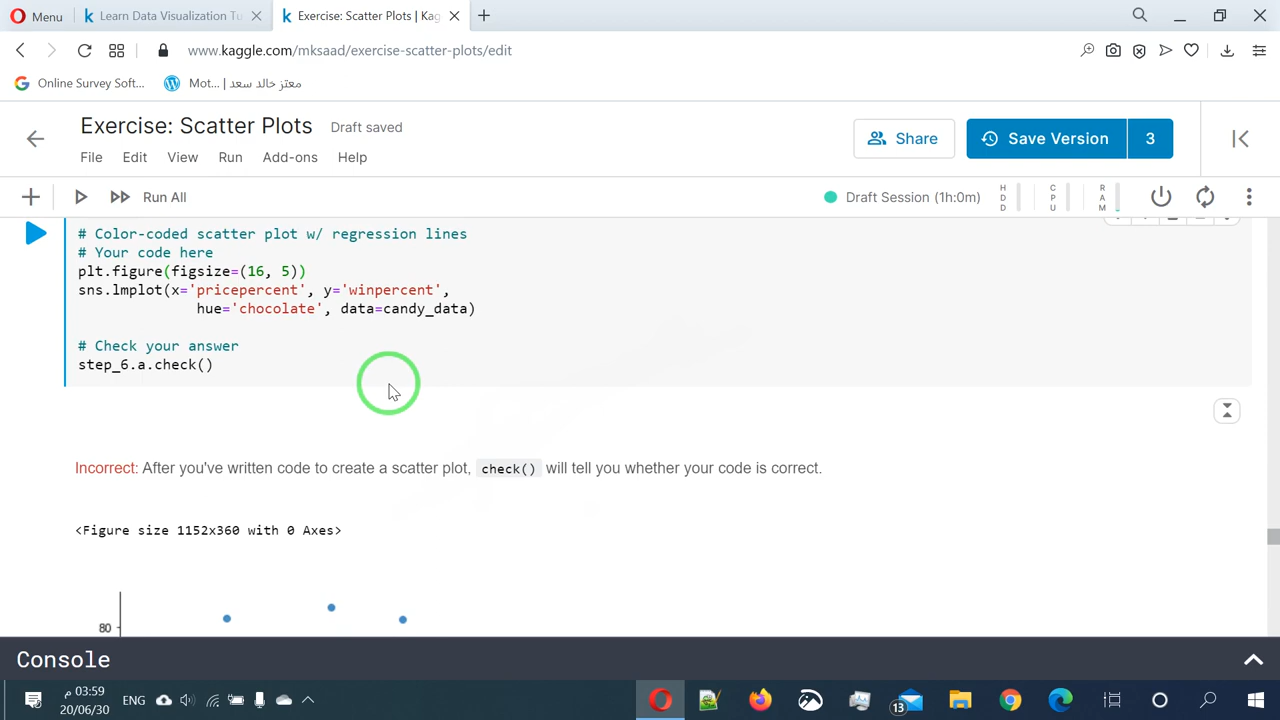 Menu
Learn Data Visualization Tu
Exercise: Scatter Plots | Kag
www.kaggle.com/mksaad/exercise-scatter-plots/edit
Online Survey Soft...
Mot... | معتز خالد سعد
Exercise: Scatter Plots
Draft saved
Share
Save Version
3
File Edit View Run Add-ons Help
Run All
Draft Session (1h:0m)
HDD
CPU
RAM
# Color-coded scatter plot w/ regression lines
# Your code here
plt.figure(figsize=(16, 5))
sns.lmplot(x='pricepercent', y='winpercent',
hue='chocolate', data=candy_data)
# Check your answer
step_6.a.check()
Incorrect: After you've written code to create a scatter plot, check() will tell you whether your code is correct.
<Figure size 1152x360 with 0 Axes>
80
Console
03:59 م
20/06/30
ENG
13